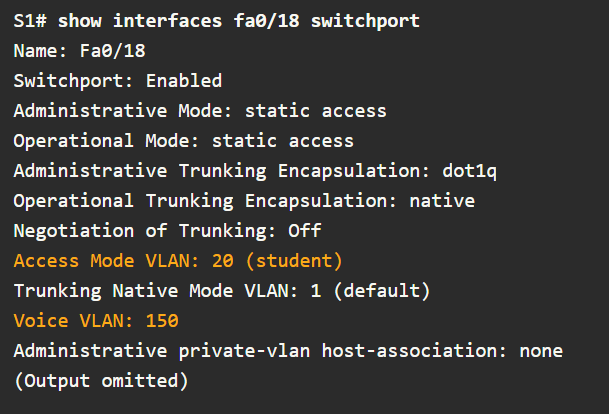 S1# show interfaces fa0/18 switchport
Name: Fa0/18
Switchport: Enabled
Administrative Mode: static access
Operational Mode: static access
Administrative Trunking Encapsulation: dot1q
Operational Trunking Encapsulation: native
Negotiation of Trunking: Off
Access Mode VLAN: 20 (student)
Trunking Native Mode VLAN: 1 (default)
Voice VLAN: 150
Administrative private-vlan host-association: none
(Output omitted)